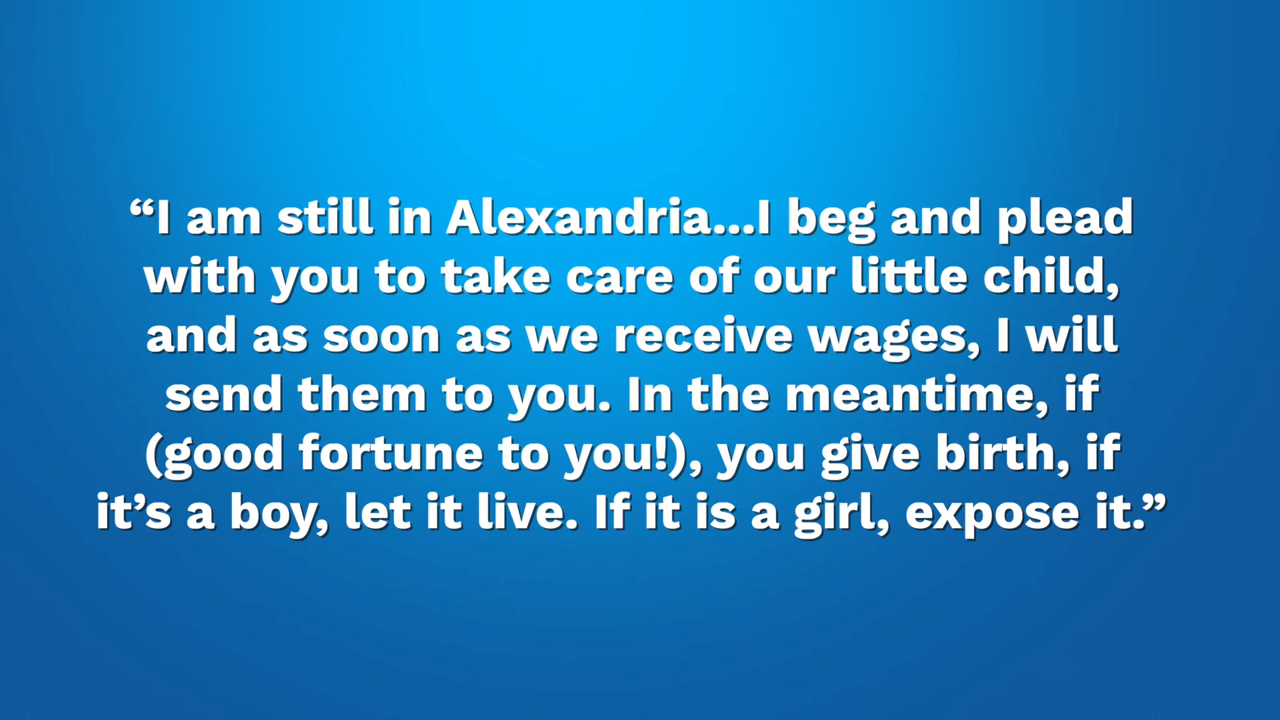 “I am still in Alexandria...I beg and plead
with you to take care of our little child,
and as soon as we receive wages, I will
send them to you. In the meantime, if
(good fortune to you!), you give birth, if
it’s a boy, let it live. If it is a girl, expose it.”